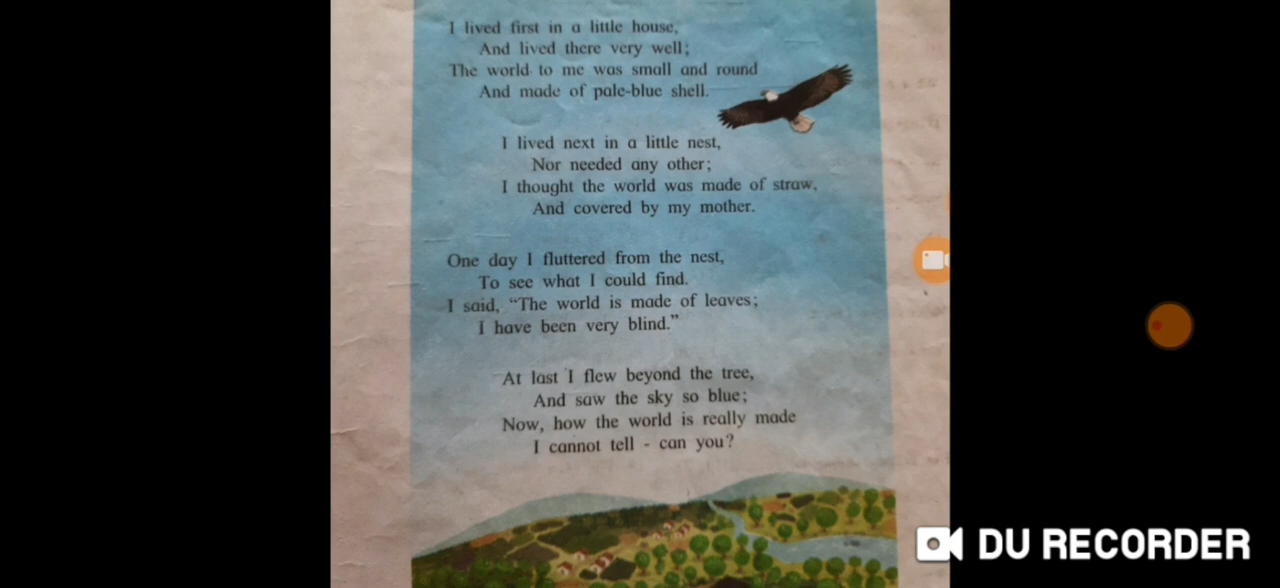 I lived first in a little house,
And lived there very well;
The world to me was small and round
And made of pale-blue shell.
I lived next in a little nest,
Nor needed any other;
I thought the world was made of straw,
And covered by my mother.
One day I fluttered from the nest,
To see what I could find.
I said, “The world is made of leaves;
I have been very blind.”
At last I flew beyond the tree,
And saw the sky so blue;
Now, how the world is really made
I cannot tell - can you?
DU RECORDER